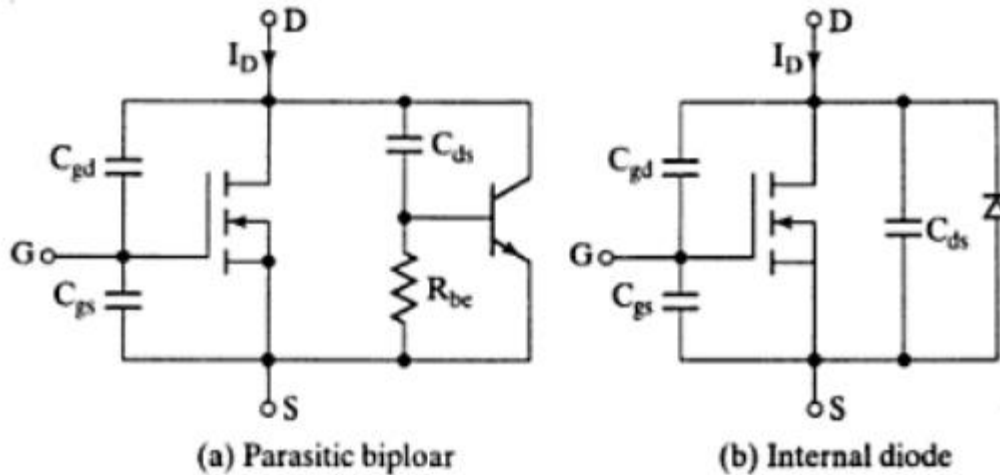 D
I_D
C_gd
C_ds
G
C_gs
R_be
S
(a) Parasitic biploar
D
I_D
C_gd
G
C_ds
C_gs
S
(b) Internal diode